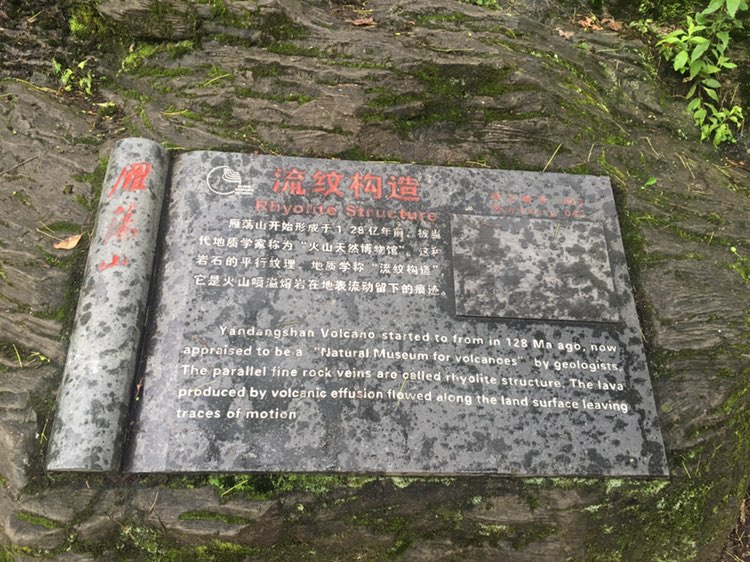 雁荡山
流纹构造
Rhyolite Structure
雁荡山开始形成于1.28亿年前，被当
代地质学家称为“火山天然博物馆”。这种
岩石的平行纹理，地质学称“流纹构造”，
它是火山喷溢熔岩在地表流动留下的痕迹。
Yandangshan Volcano started to from in 128 Ma ago, now
appraised to be a "Natural Museum for volcanoes" by geologists.
The parallel fine rock veins are called rhyolite structure. The lava
produced by volcanic effusion flowed along the land surface leaving
traces of motion.